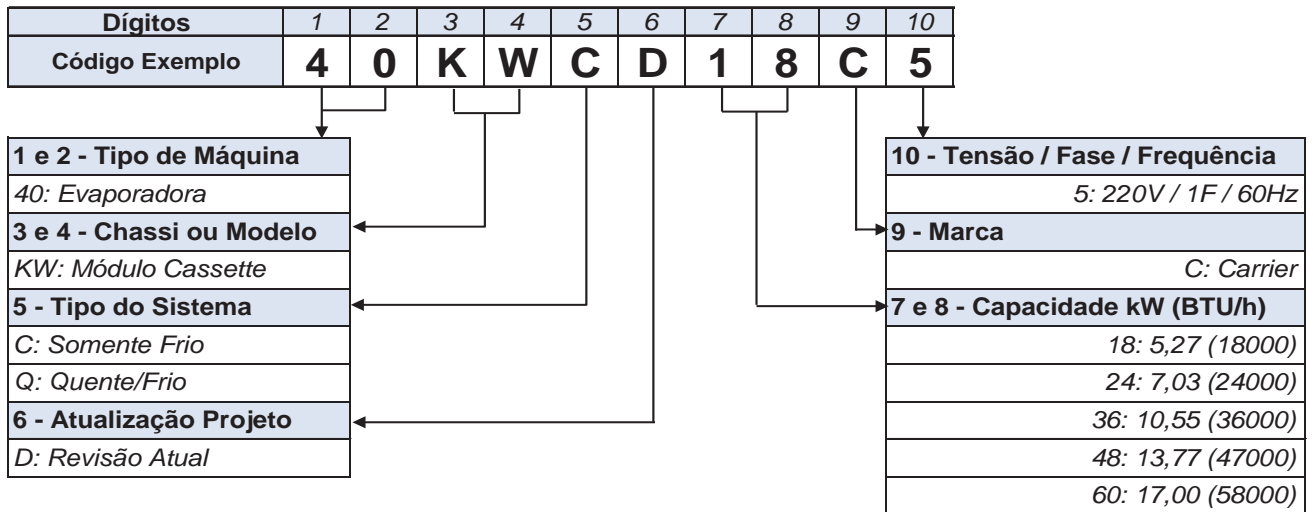 Dígitos 1 2 3 4 5 6 7 8 9 10
Código Exemplo 4 0 K W C D 1 8 C 5
1 e 2 - Tipo de Máquina
40: Evaporadora
3 e 4 - Chassi ou Modelo
KW: Módulo Cassette
5 - Tipo do Sistema
C: Somente Frio
Q: Quente/Frio
6 - Atualização Projeto
D: Revisão Atual
10 - Tensão / Fase / Frequência
5: 220V / 1F / 60Hz
9 - Marca
C: Carrier
7 e 8 - Capacidade kW (BTU/h)
18: 5,27 (18000)
24: 7,03 (24000)
36: 10,55 (36000)
48: 13,77 (47000)
60: 17,00 (58000)